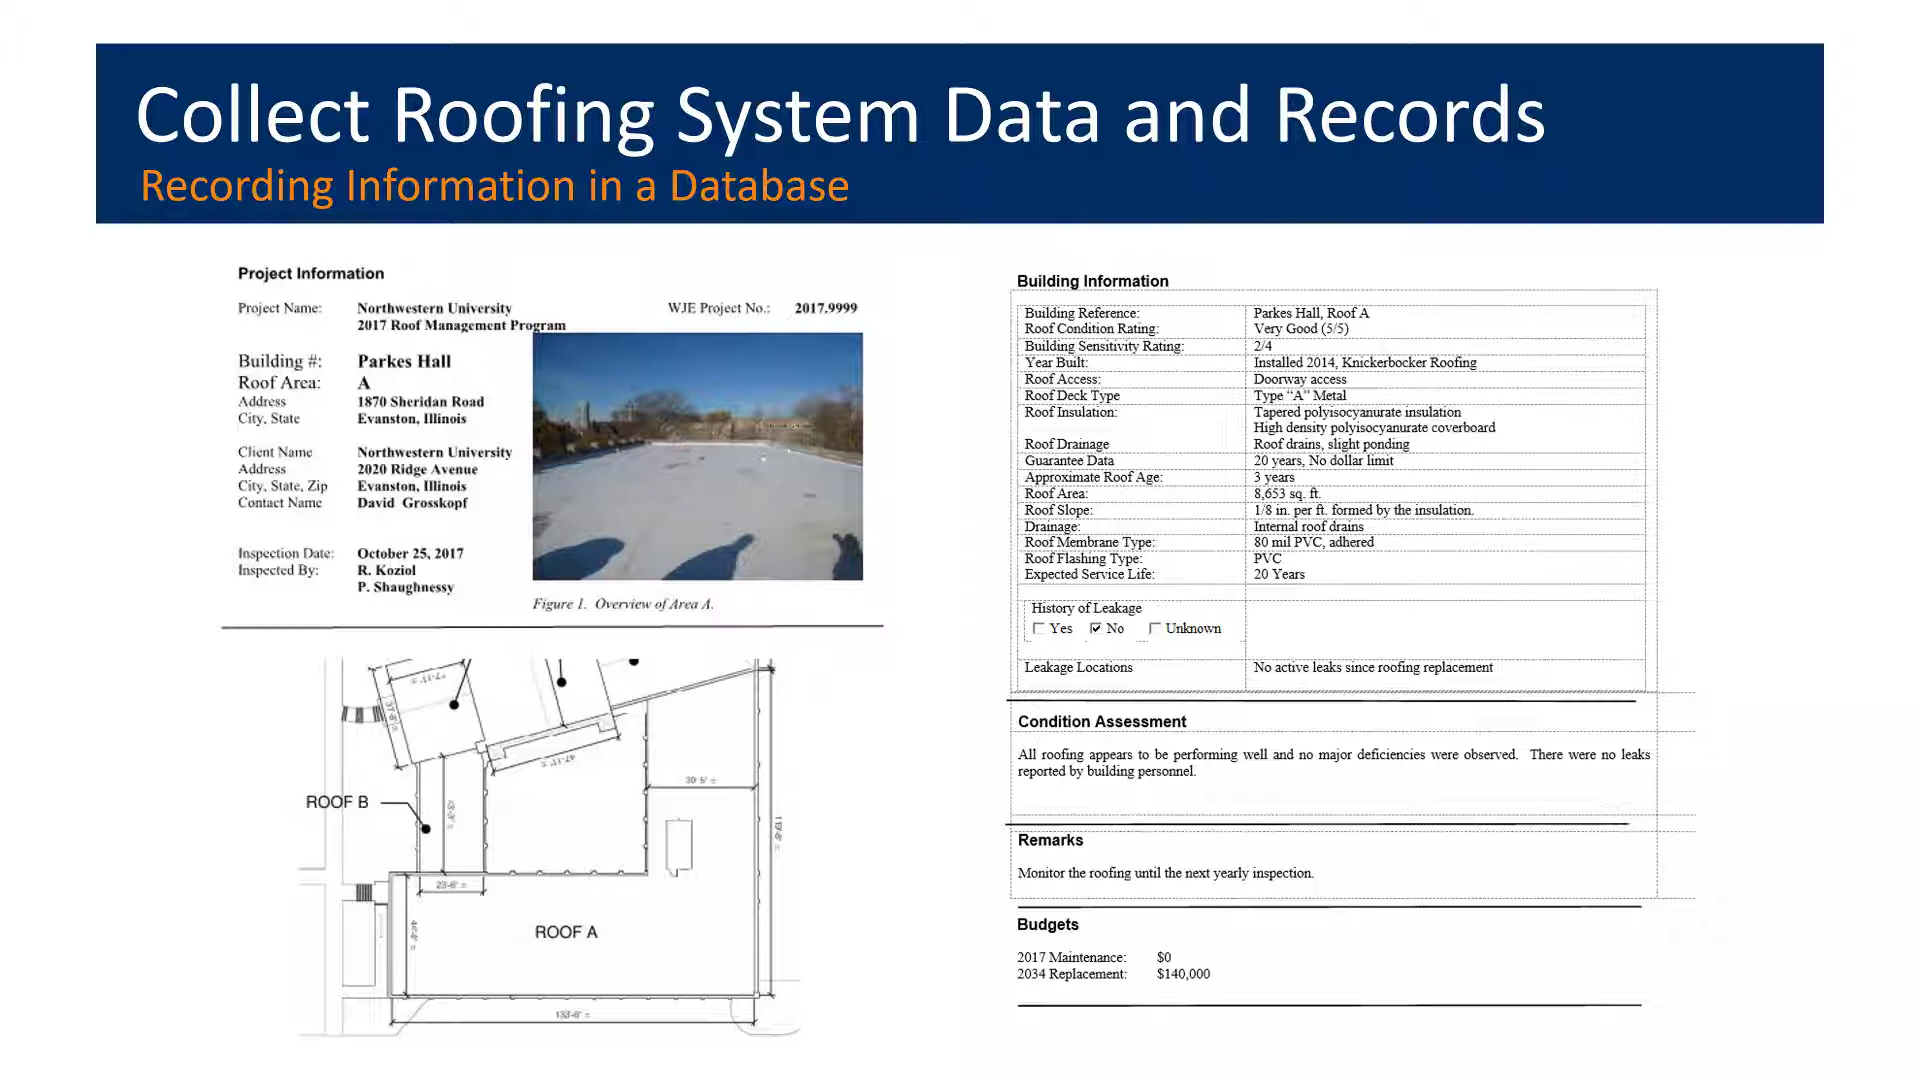 Collect Roofing System Data and Records
Recording Information in a Database
Project Information
Project Name: Northwestern University WJE Project No.: 2017.9999
2017 Roof Management Program
Building #: Parkes Hall
Roof Area: A
Address 1870 Sheridan Road
City, State Evanston, Illinois
Client Name Northwestern University
Address 2020 Ridge Avenue
City, State, Zip Evanston, Illinois
Contact Name David Grosskopf
Inspection Date: October 25, 2017
Inspected By: R. Koziol
P. Shaughnessy
Figure 1. Overview of Area A.
ROOF B
30'-5" ±
23'-6" ±
ROOF A
133'-6" ±
Building Information
Building Reference: Parkes Hall, Roof A
Roof Condition Rating: Very Good (5/5)
Building Sensitivity Rating: 2/4
Year Built: Installed 2014, Knickerbocker Roofing
Roof Access: Doorway access
Roof Deck Type Type “A” Metal
Roof Insulation: Tapered polyisocyanurate insulation
High density polyisocyanurate coverboard
Roof Drainage Roof drains, slight ponding
Guarantee Data 20 years, No dollar limit
Approximate Roof Age: 3 years
Roof Area: 8,653 sq. ft.
Roof Slope: 1/8 in. per ft. formed by the insulation.
Drainage: Internal roof drains
Roof Membrane Type: 80 mil PVC, adhered
Roof Flashing Type: PVC
Expected Service Life: 20 Years
History of Leakage
Yes No Unknown
Leakage Locations No active leaks since roofing replacement
Condition Assessment
All roofing appears to be performing well and no major deficiencies were observed. There were no leaks
reported by building personnel.
Remarks
Monitor the roofing until the next yearly inspection.
Budgets
2017 Maintenance: $0
2034 Replacement: $140,000